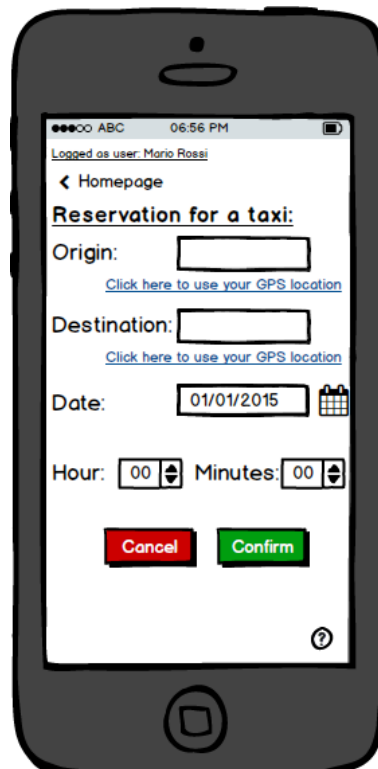 ABC 06:56 PM
Logged as user: Mario Rossi
Homepage
Reservation for a taxi:
Origin:
Click here to use your GPS location
Destination:
Click here to use your GPS location
Date: 01/01/2015
Hour: 00 Minutes: 00
Cancel Confirm
?